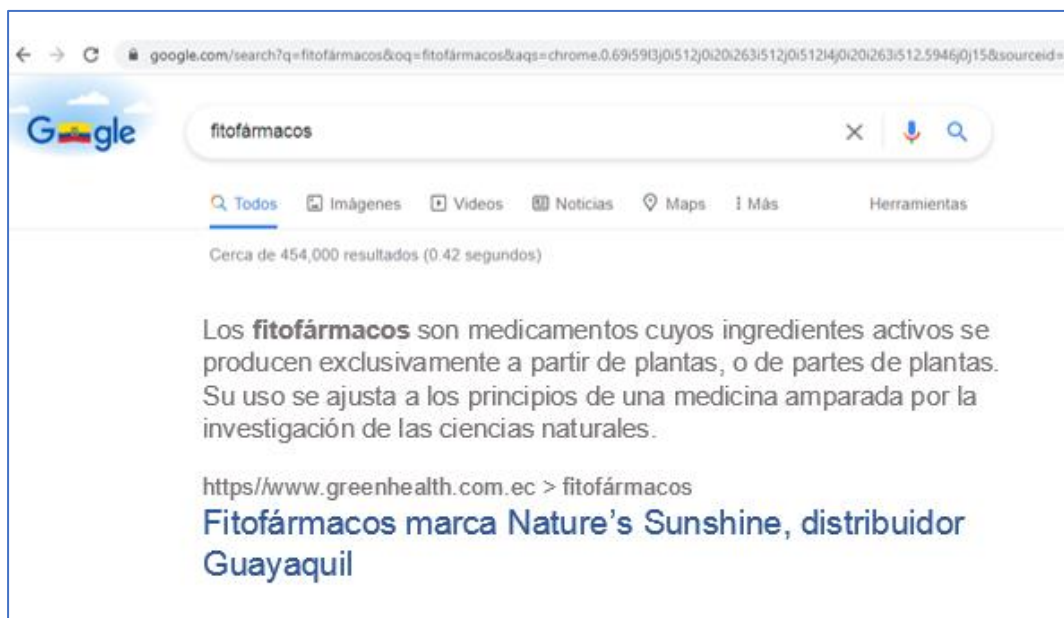 google.com/search?q=fitofármacos&oq=fitofármacos&aqs=chrome.0.69i59l3j0i512j0i20i263i512j0i512l4j0i20i263i512.5946j0j15&sourceid=
Google
fitofármacos
Todos Imágenes Videos Noticias Maps Más Herramientas
Cerca de 454,000 resultados (0.42 segundos)
Los fitofármacos son medicamentos cuyos ingredientes activos se
producen exclusivamente a partir de plantas, o de partes de plantas.
Su uso se ajusta a los principios de una medicina amparada por la
investigación de las ciencias naturales.
https//www.greenhealth.com.ec > fitofármacos
Fitofármacos marca Nature’s Sunshine, distribuidor
Guayaquil